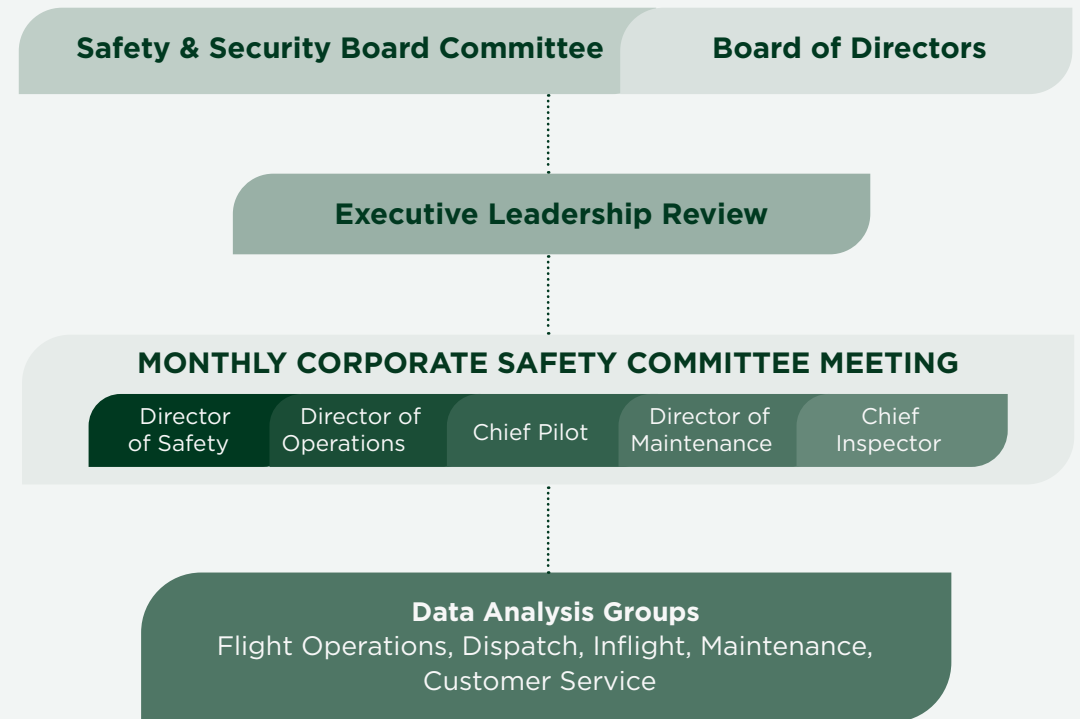 Safety & Security Board Committee
Board of Directors
Executive Leadership Review
MONTHLY CORPORATE SAFETY COMMITTEE MEETING
Director
of Safety
Director of
Operations
Chief Pilot
Director of
Maintenance
Chief
Inspector
Data Analysis Groups
Flight Operations, Dispatch, Inflight, Maintenance,
Customer Service